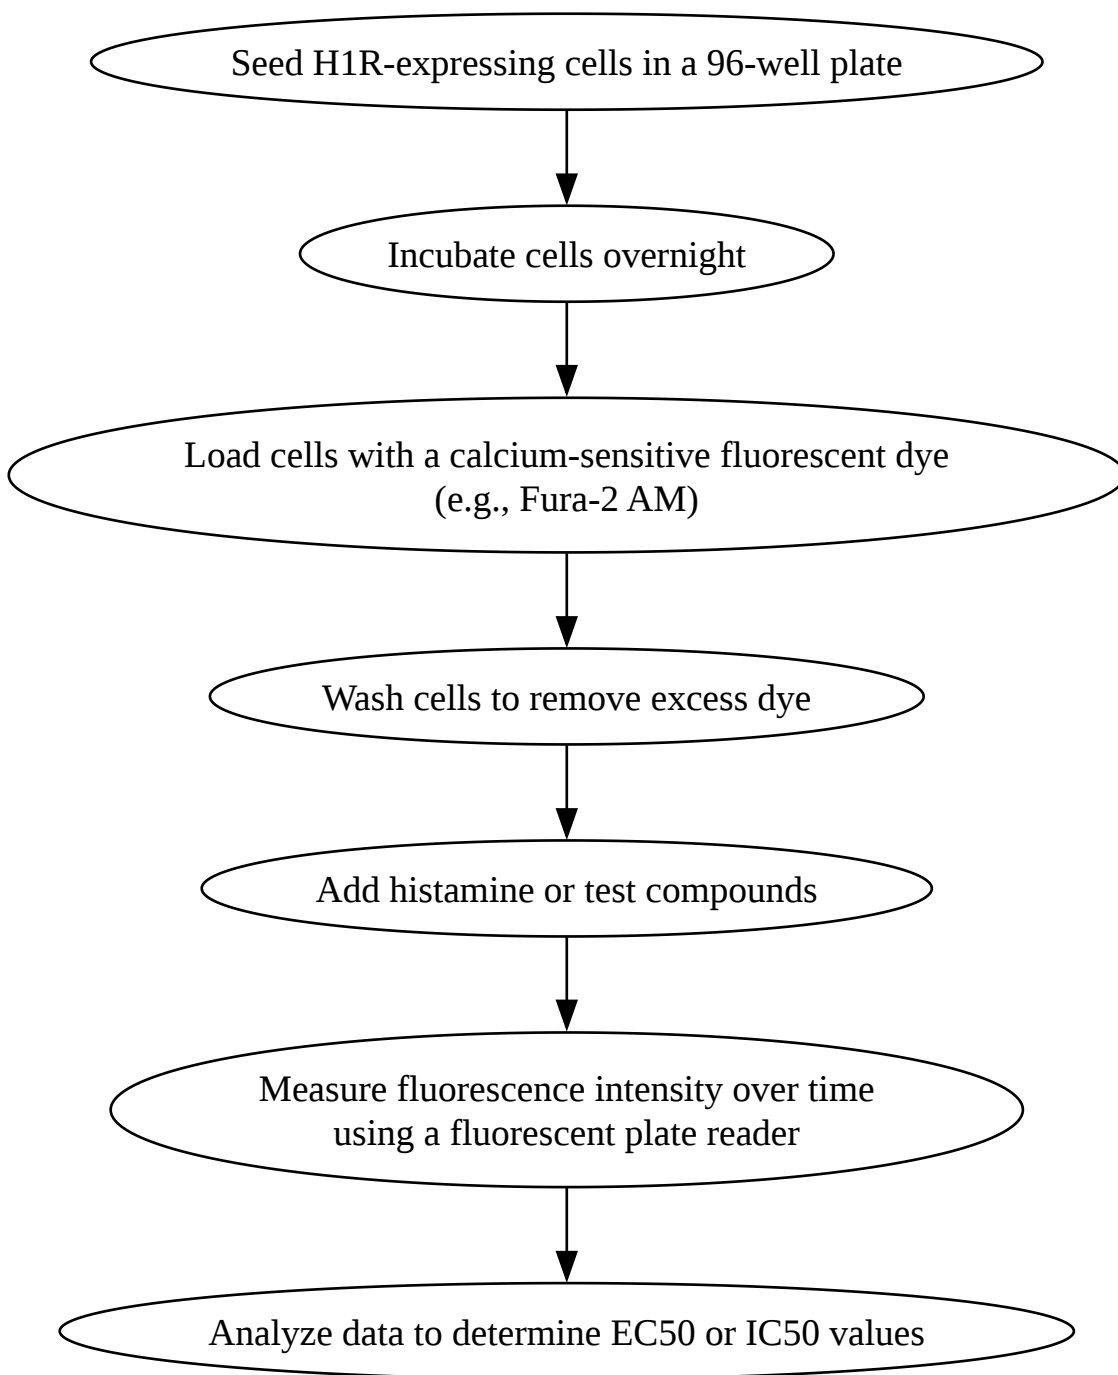 Seed H1R-expressing cells in a 96-well plate
Incubate cells overnight
Load cells with a calcium-sensitive fluorescent dye
(e.g., Fura-2 AM)
Wash cells to remove excess dye
Add histamine or test compounds
Measure fluorescence intensity over time
using a fluorescent plate reader
Analyze data to determine EC50 or IC50 values